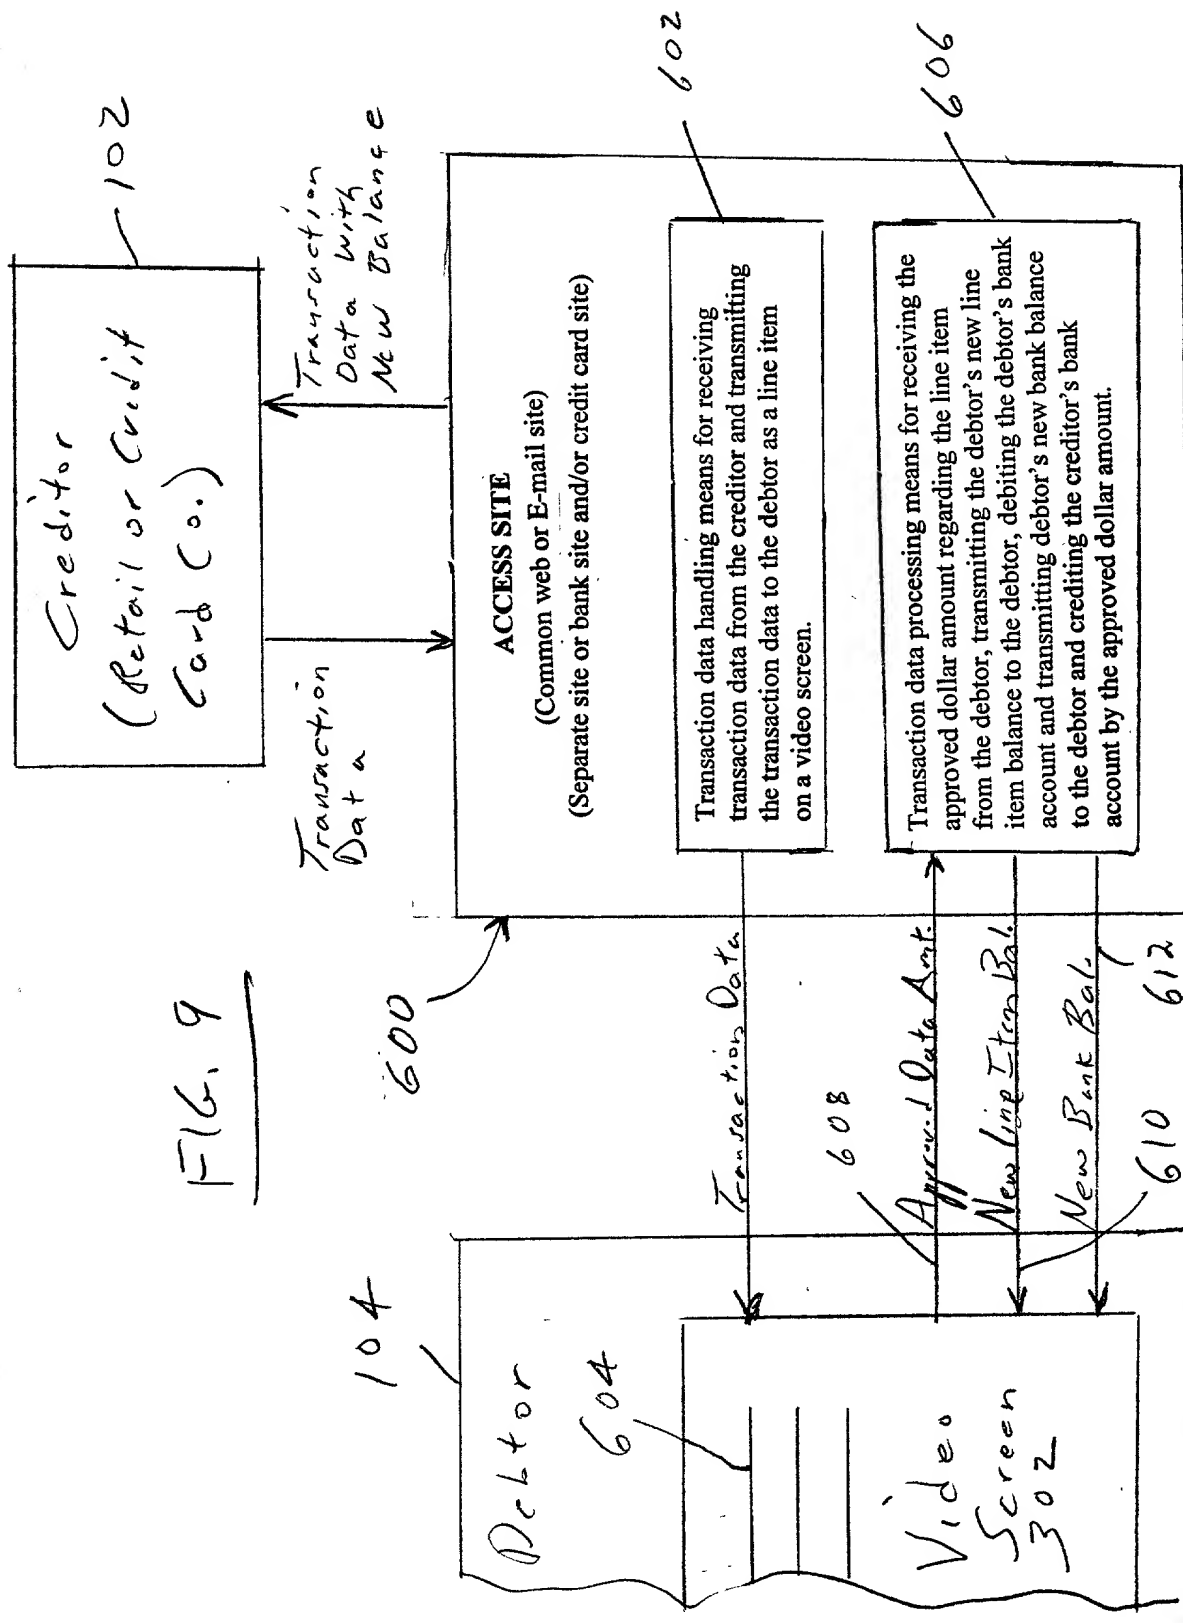 FIG. 9
Creditor
(Retail or Credit
Card Co.)
102
Transaction
Data
Transaction
Data with
New Balance
600
ACCESS SITE
(Common web or E-mail site)
(Separate site or bank site and/or credit card site)
Transaction data handling means for receiving
transaction data from the creditor and transmitting
the transaction data to the debtor as a line item
on a video screen.
602
Transaction data processing means for receiving the
approved dollar amount regarding the line item
from the debtor, transmitting the debtor's new line
item balance to the debtor, debiting the debtor's bank
account and transmitting debtor's new bank balance
to the debtor and crediting the creditor's bank
account by the approved dollar amount.
606
104
Debtor
604
Video
Screen
302
Transaction Data
608
Approved Data Amt.
New Line Item Bal.
New Bank Bal.
610
612